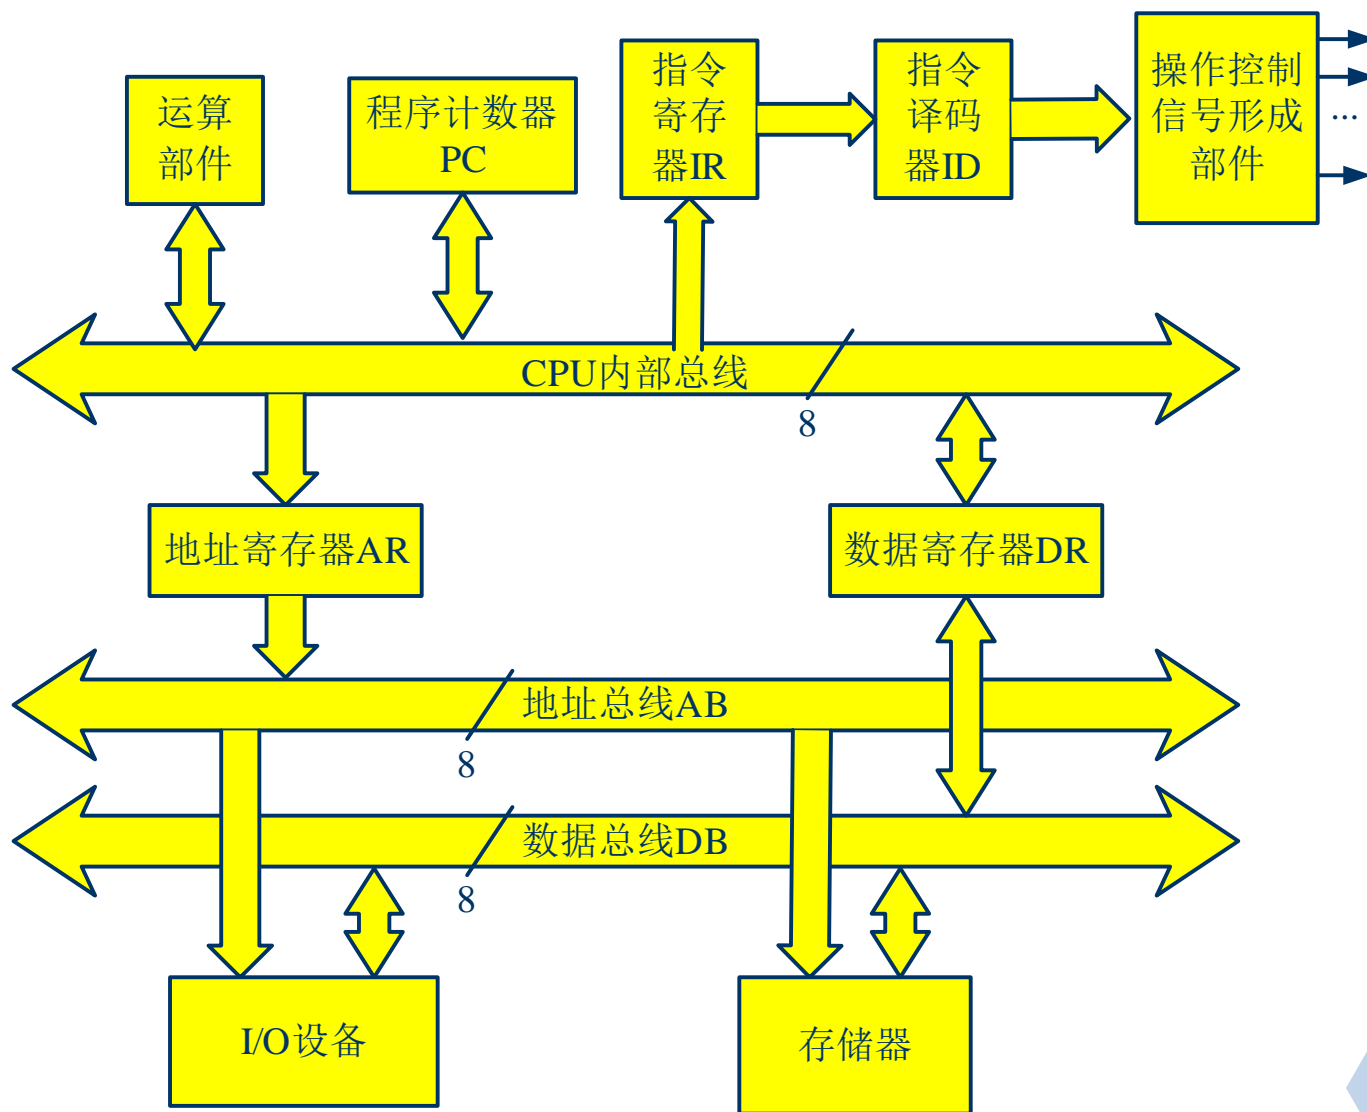 运算
部件
程序计数器
PC
指令
寄存
器IR
指令
译码
器ID
操作控制
信号形成
部件
...
CPU内部总线
8
地址寄存器AR
数据寄存器DR
地址总线AB
8
数据总线DB
8
I/O设备
存储器